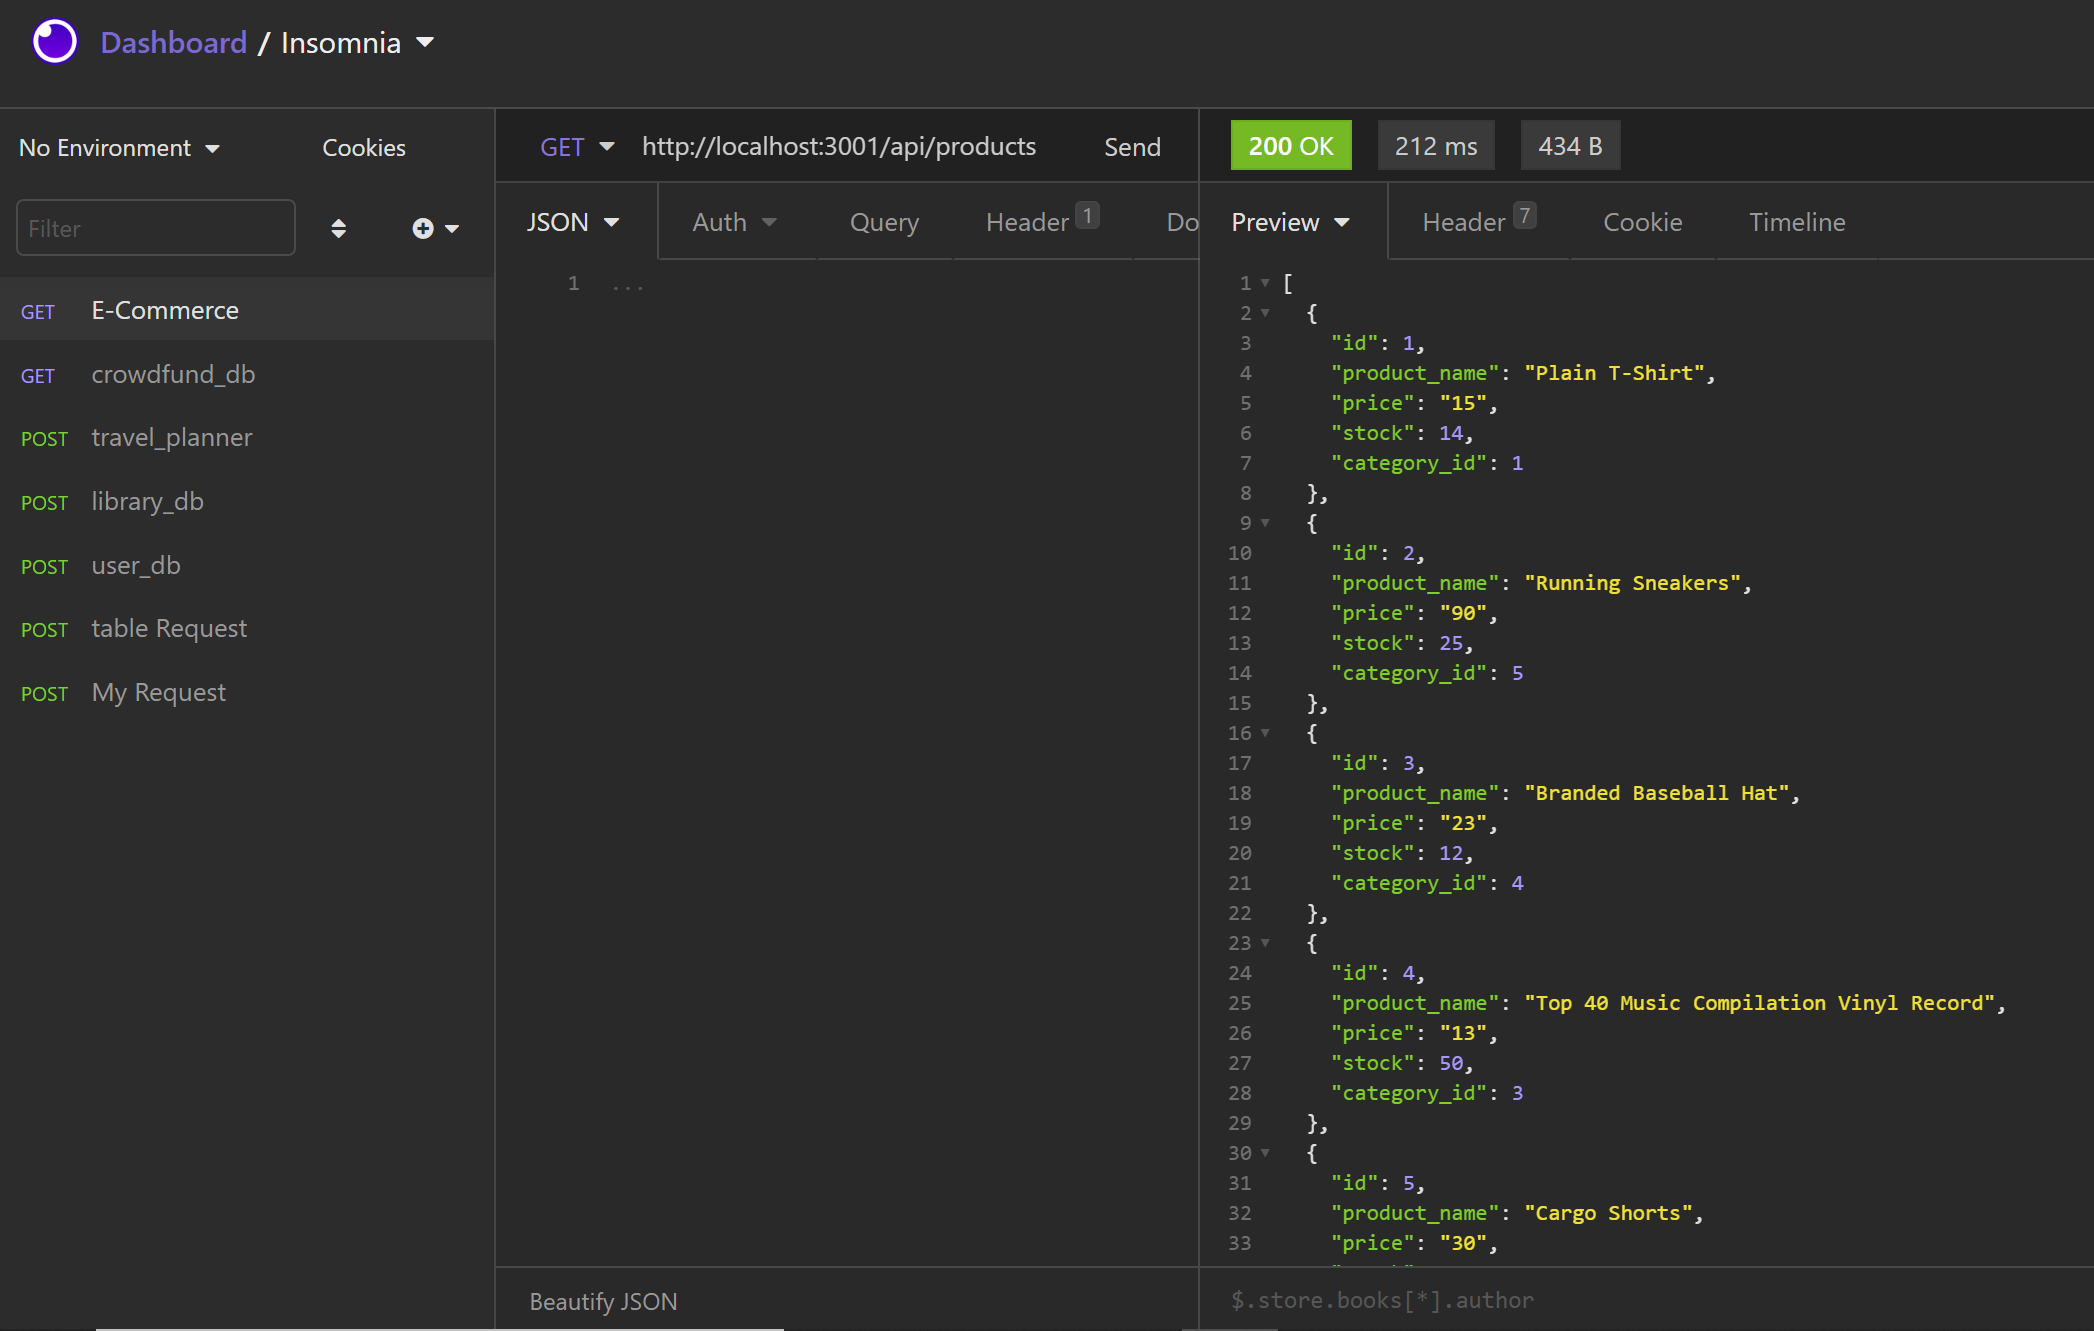 Dashboard / Insomnia
No Environment
Cookies
Filter
GET E-Commerce
GET crowdfund_db
POST travel_planner
POST library_db
POST user_db
POST table Request
POST My Request
GET http://localhost:3001/api/products Send
JSON Auth Query Header 1 Do
1 ...
Beautify JSON
200 OK 212 ms 434 B
Preview Header 7 Cookie Timeline
1 [
2 {
3 "id": 1,
4 "product_name": "Plain T-Shirt",
5 "price": "15",
6 "stock": 14,
7 "category_id": 1
8 },
9 {
10 "id": 2,
11 "product_name": "Running Sneakers",
12 "price": "90",
13 "stock": 25,
14 "category_id": 5
15 },
16 {
17 "id": 3,
18 "product_name": "Branded Baseball Hat",
19 "price": "23",
20 "stock": 12,
21 "category_id": 4
22 },
23 {
24 "id": 4,
25 "product_name": "Top 40 Music Compilation Vinyl Record",
26 "price": "13",
27 "stock": 50,
28 "category_id": 3
29 },
30 {
31 "id": 5,
32 "product_name": "Cargo Shorts",
33 "price": "30",
$.store.books[*].author